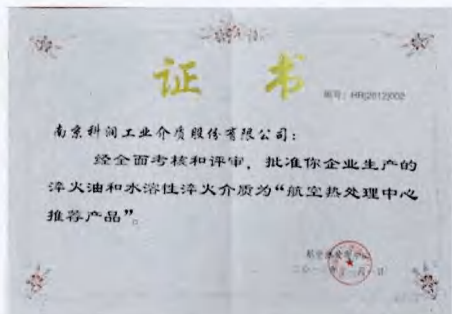 证 书
编号：HR(2012)002
南京科润工业介质股份有限公司：
经全面考核和评审，批准你企业生产的
淬火油和水溶性淬火介质为“航空热处理中心
推荐产品”。